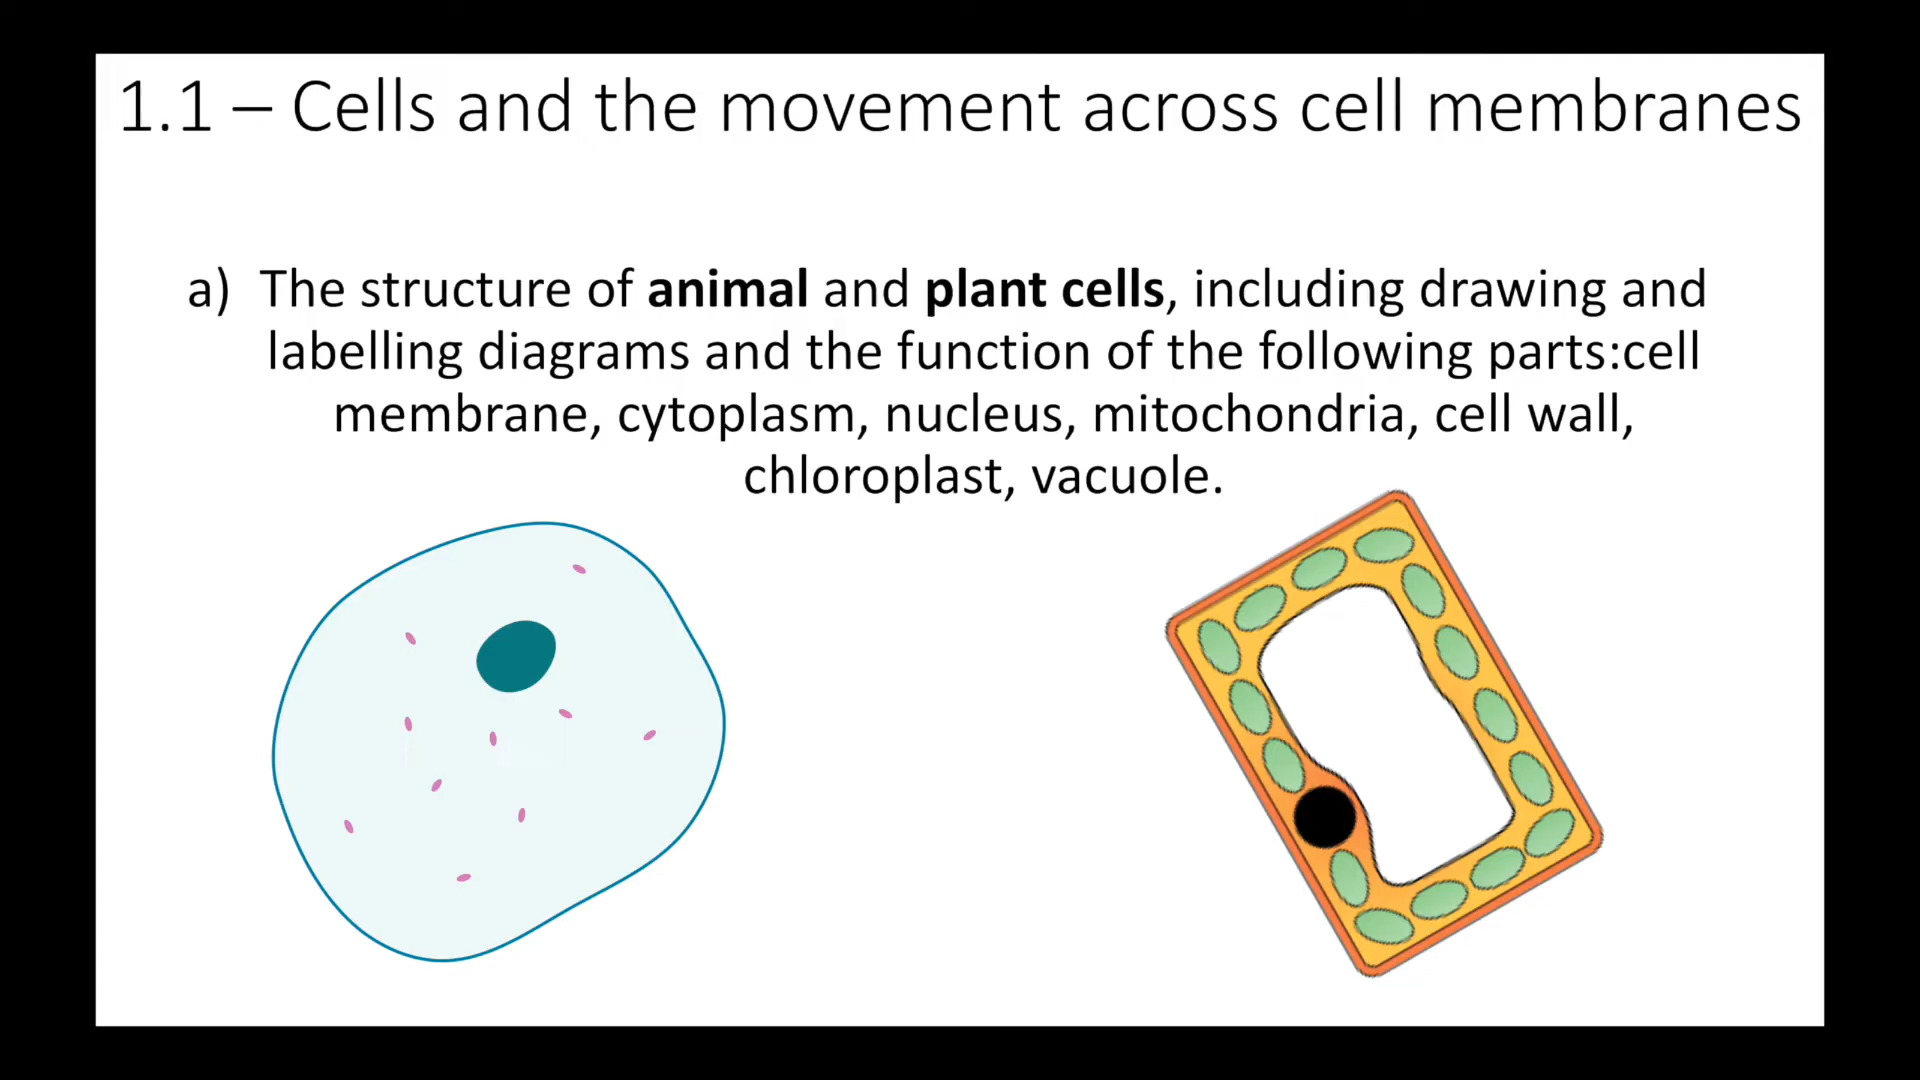 1.1 – Cells and the movement across cell membranes
a) The structure of animal and plant cells, including drawing and
labelling diagrams and the function of the following parts:cell
membrane, cytoplasm, nucleus, mitochondria, cell wall,
chloroplast, vacuole.